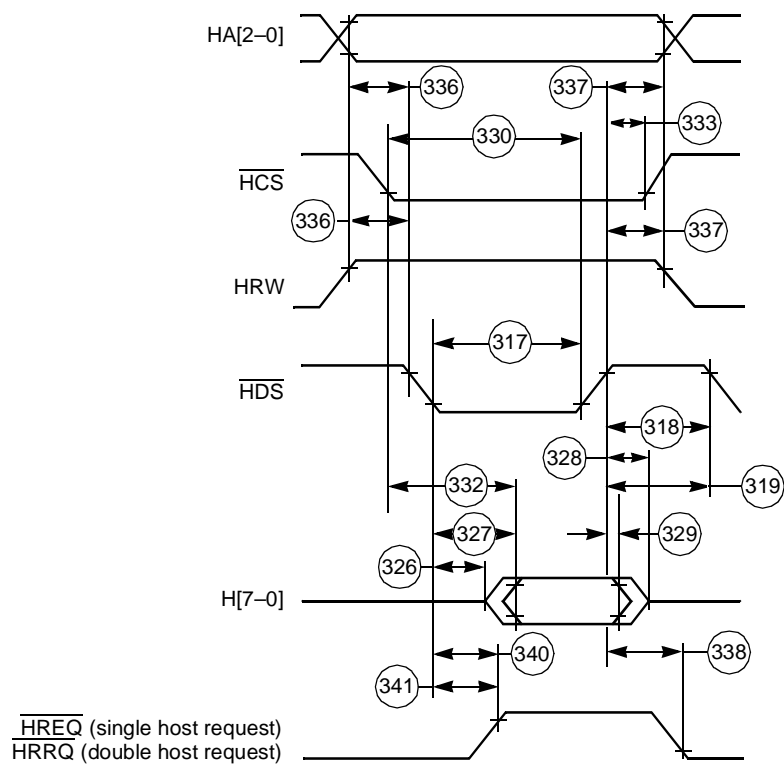 HA[2–0]
336
337
333
330
HCS
336
337
HRW
317
HDS
318
328
332
319
327
329
326
H[7–0]
340
338
341
HREQ (single host request)
HRRQ (double host request)